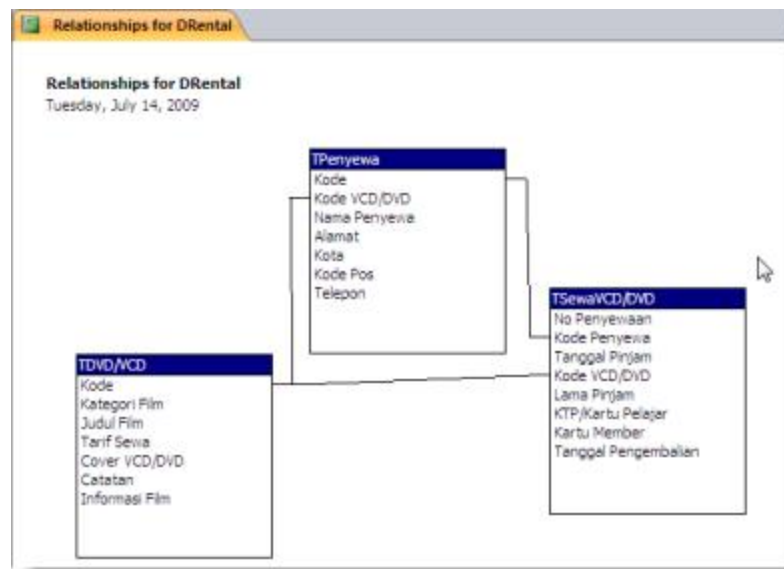 Relationships for DRental
Relationships for DRental
Tuesday, July 14, 2009
TPenyewa
Kode
Kode VCD/DVD
Nama Penyewa
Alamat
Kota
Kode Pos
Telepon
TSewaVCD/DVD
No Penyewaan
Kode Penyewa
Tanggal Pinjam
Kode VCD/DVD
Lama Pinjam
KTP/Kartu Pelajar
Kartu Member
Tanggal Pengembalian
TDVD/VCD
Kode
Kategori Film
Judul Film
Tarif Sewa
Cover VCD/DVD
Catatan
Informasi Film